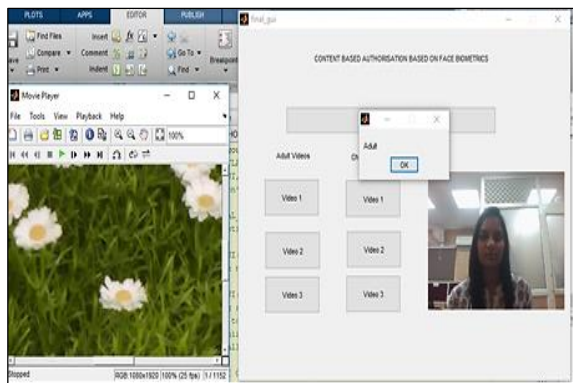 PLOTS APPS EDITOR PUBLISH
Find Files Insert fx
Compare Comment Go To
Print Indent Find Breakpoint
Movie Player
File Tools View Playback Help
100%
Stopped RGB:1080x1920 100% (25 fps) 1/1152
final_gui
CONTENT BASED AUTHORISATION BASED ON FACE BIOMETRICS
Adult
OK
Adult Videos
Video 1 Video 1
Video 2 Video 2
Video 3 Video 3